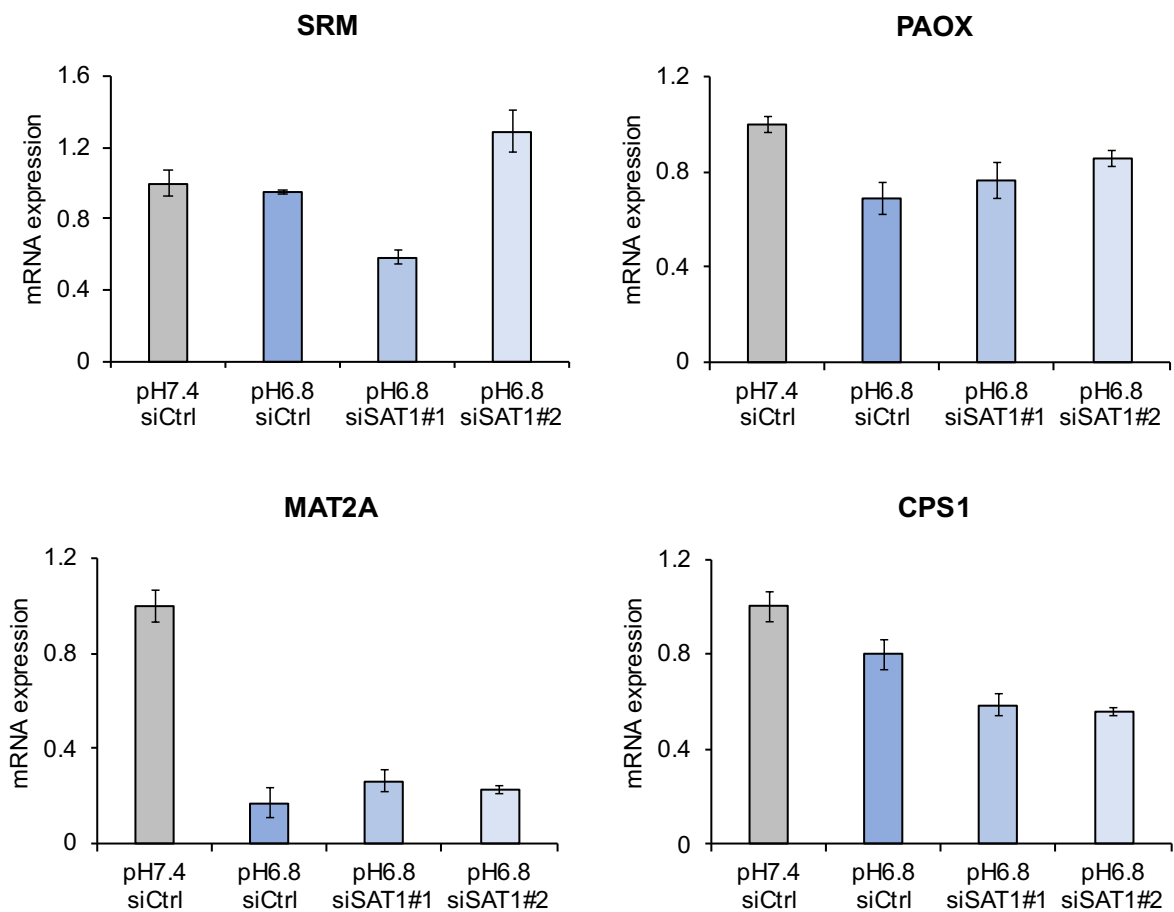 SRM
mRNA expression
1.6
1.2
0.8
0.4
0
pH7.4 pH6.8 pH6.8 pH6.8
siCtrl siCtrl siSAT1#1 siSAT1#2
PAOX
mRNA expression
1.2
0.8
0.4
0
pH7.4 pH6.8 pH6.8 pH6.8
siCtrl siCtrl siSAT1#1 siSAT1#2
MAT2A
mRNA expression
1.2
0.8
0.4
0
pH7.4 pH6.8 pH6.8 pH6.8
siCtrl siCtrl siSAT1#1 siSAT1#2
CPS1
mRNA expression
1.2
0.8
0.4
0
pH7.4 pH6.8 pH6.8 pH6.8
siCtrl siCtrl siSAT1#1 siSAT1#2